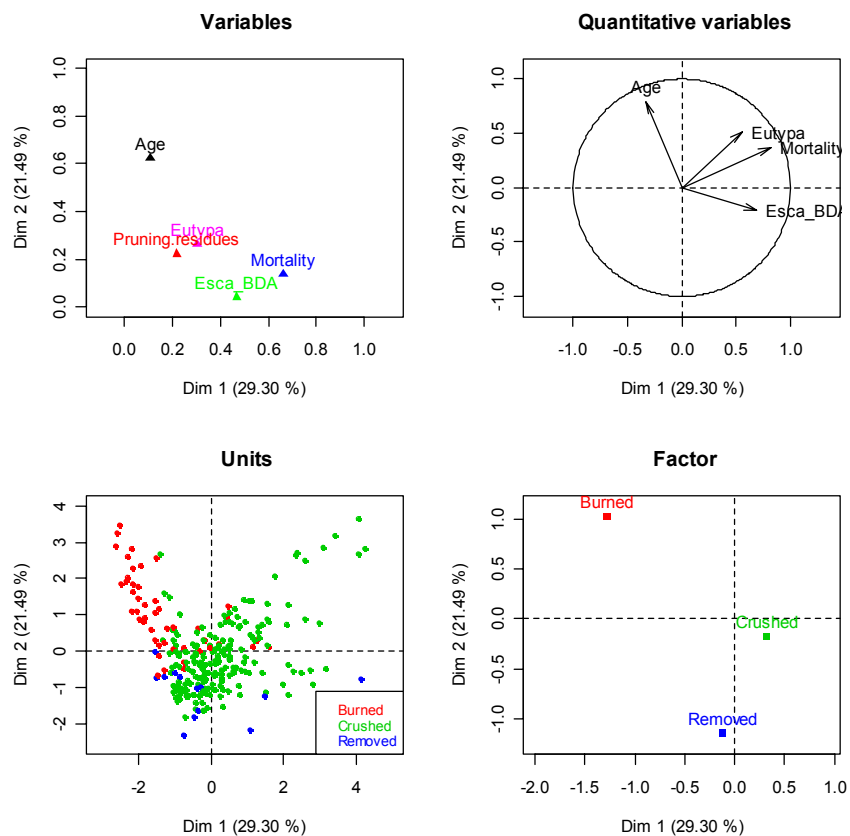 Variables
1.0
0.8
0.6
0.4
0.2
0.0
Dim 2 (21.49 %)
Age
Eutypa
Pruning.residues
Mortality
Esca_BDA
0.0 0.2 0.4 0.6 0.8 1.0
Dim 1 (29.30 %)
Quantitative variables
1.0
0.5
0.0
-0.5
-1.0
Dim 2 (21.49 %)
Age
Eutypa
Mortality
Esca_BDA
-1.0 -0.5 0.0 0.5 1.0
Dim 1 (29.30 %)
Units
4
3
2
1
0
-1
-2
Dim 2 (21.49 %)
Burned
Crushed
Removed
-2 0 2 4
Dim 1 (29.30 %)
Factor
1.0
0.5
0.0
-0.5
-1.0
Dim 2 (21.49 %)
Burned
Crushed
Removed
-2.0 -1.5 -1.0 -0.5 0.0 0.5 1.0
Dim 1 (29.30 %)